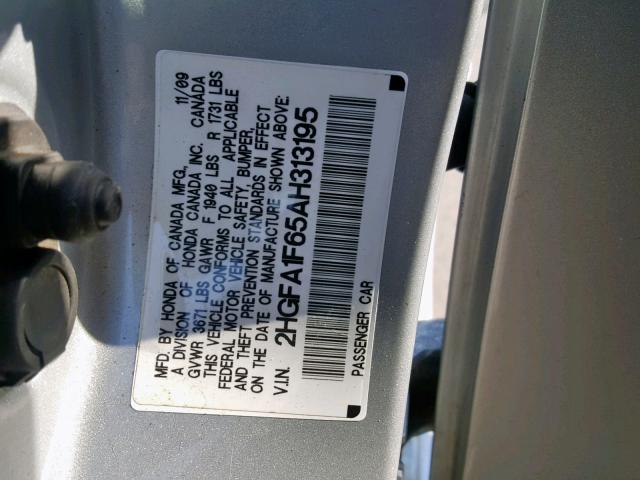 MFD. BY HONDA OF CANADA MFG., 11/09
A DIVISION OF HONDA CANADA INC. CANADA
GVWR 3671 LBS GAWR F 1940 LBS R 1731 LBS
THIS VEHICLE CONFORMS TO ALL APPLICABLE
FEDERAL MOTOR VEHICLE SAFETY, BUMPER,
AND THEFT PREVENTION STANDARDS IN EFFECT
ON THE DATE OF MANUFACTURE SHOWN ABOVE:
V.I.N. 2HGFA1F65AH313195
PASSENGER CAR